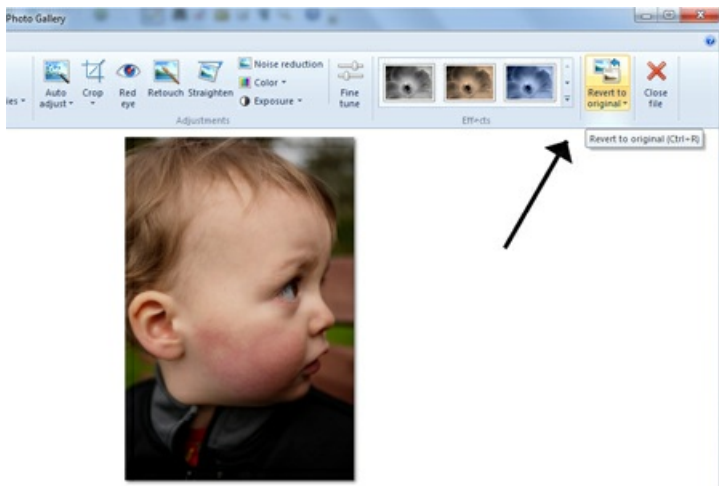 Photo Gallery
Auto adjust
Crop
Red eye
Retouch
Straighten
Noise reduction
Color
Exposure
Fine tune
Revert to original
Close file
Adjustments
Effects
Revert to original (Ctrl+R)